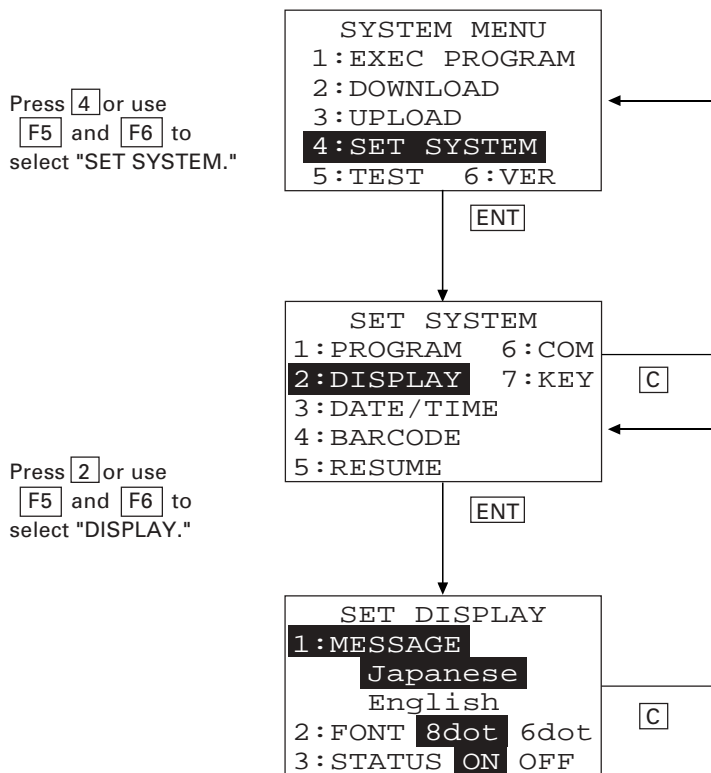 SYSTEM MENU
1:EXEC PROGRAM
2:DOWNLOAD
3:UPLOAD
4:SET SYSTEM
5:TEST 6:VER
Press 4 or use
F5 and F6 to
select "SET SYSTEM."
ENT
SET SYSTEM
1:PROGRAM 6:COM
2:DISPLAY 7:KEY
3:DATE/TIME
4:BARCODE
5:RESUME
C
Press 2 or use
F5 and F6 to
select "DISPLAY."
ENT
SET DISPLAY
1:MESSAGE
Japanese
English
2:FONT 8dot 6dot
3:STATUS ON OFF
C